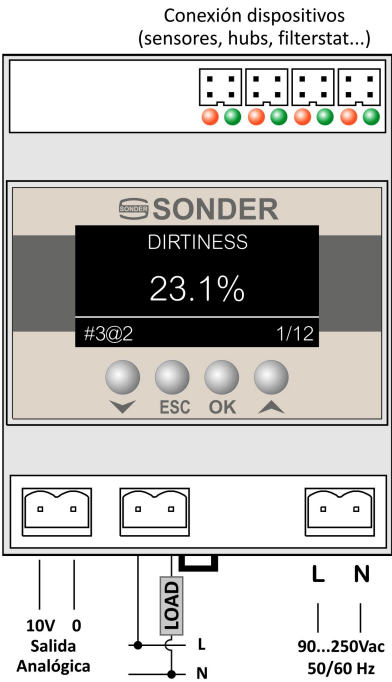 Conexión dispositivos
(sensores, hubs, filterstat...)
SONDER SONDER
DIRTINESS
23.1%
#3@2 1/12
ESC OK
L N
LOAD
10V 0
Salida
Analógica
L
N
90...250Vac
50/60 Hz